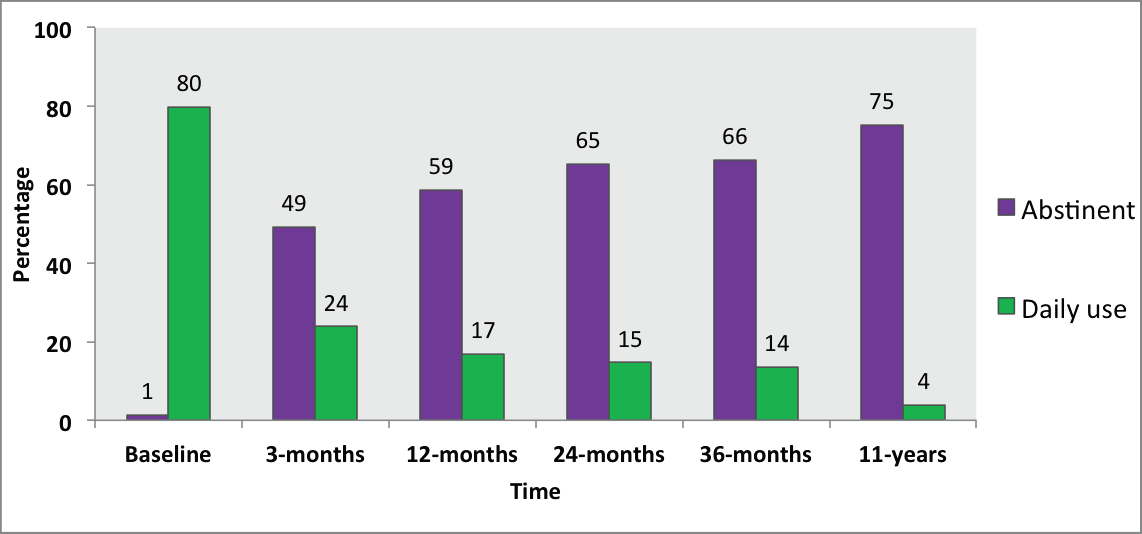 100
80
60
40
20
0
Percentage
1
80
49
24
59
17
65
15
66
14
75
4
Baseline
3-months
12-months
24-months
36-months
11-years
Time
Abstinent
Daily use